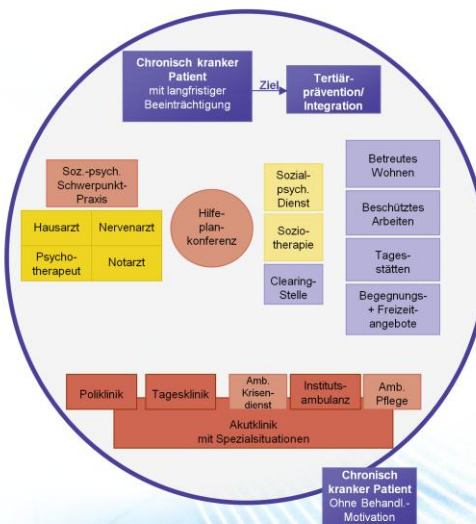 Chronisch kranker
Patient
mit langfristiger
Beeinträchtigung
Ziel
Tertiär-
prävention/
Integration
Soz.-psych.
Schwerpunkt-
Praxis
Hausarzt
Nervenarzt
Psycho-
therapeut
Notarzt
Hilfe-
plan-
konferenz
Sozial-
psych.
Dienst
Sozio-
therapie
Clearing-
Stelle
Betreutes
Wohnen
Beschütztes
Arbeiten
Tages-
stätten
Begegnungs-
+ Freizeit-
angebote
Poliklinik
Tagesklinik
Amb.
Krisen-
dienst
Instituts-
ambulanz
Amb.
Pflege
Akutklinik
mit Spezialsituationen
Chronisch
kranker Patient
Ohne Behandl.-
Motivation